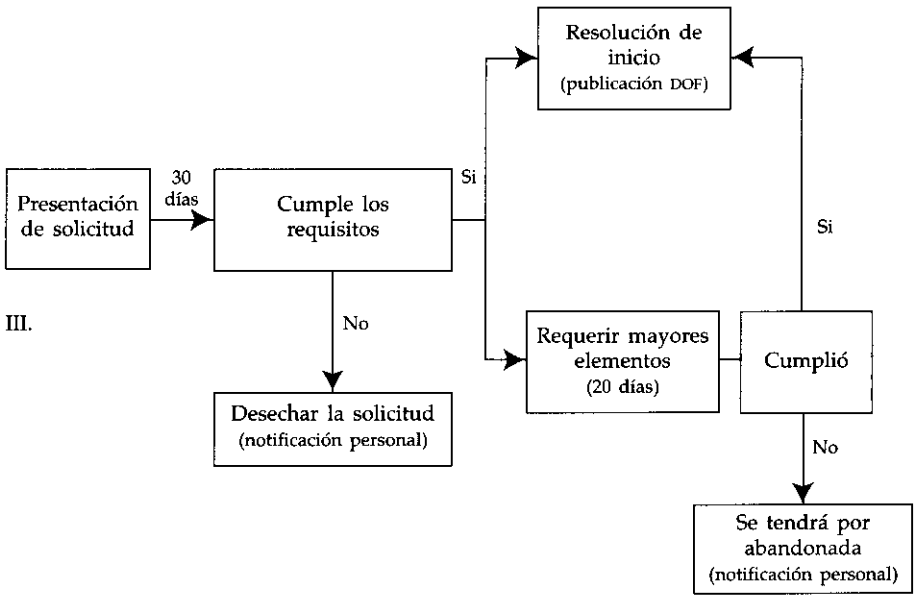 Resolución de
inicio
(publicación DOF)
30
días
Si
Presentación
de solicitud
Cumple los
requisitos
Si
III.
No
Requerir mayores
elementos
(20 días)
Cumplió
Desechar la solicitud
(notificación personal)
No
Se tendrá por
abandonada
(notificación personal)